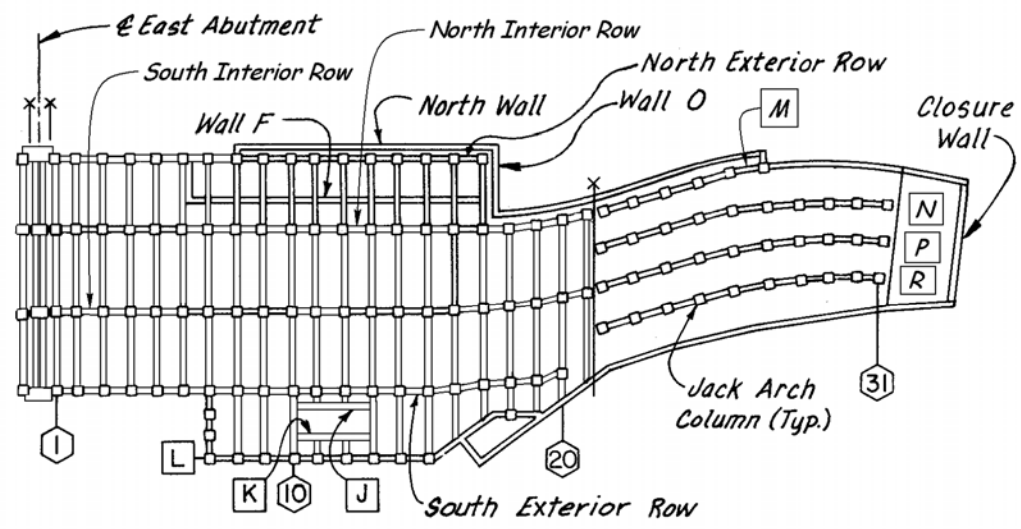 ℄ East Abutment
North Interior Row
South Interior Row
North Exterior Row
North Wall
Wall O
M
Closure
Wall
Wall F
N
P
R
Jack Arch
Column (Typ.)
31
1
20
L
K
10
J
South Exterior Row